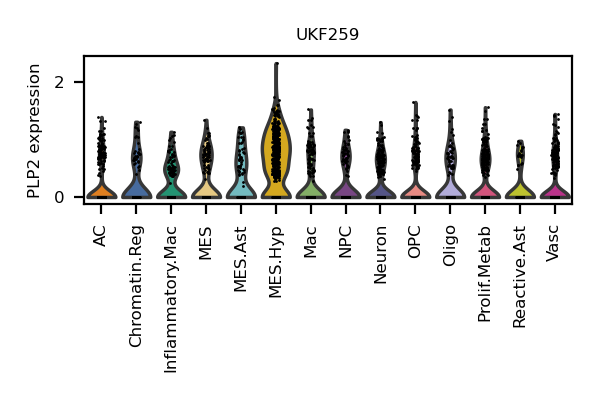 UKF259
PLP2 expression
2
0
AC
Chromatin.Reg
Inflammatory.Mac
MES
MES.Ast
MES.Hyp
Mac
NPC
Neuron
OPC
Oligo
Prolif.Metab
Reactive.Ast
Vasc